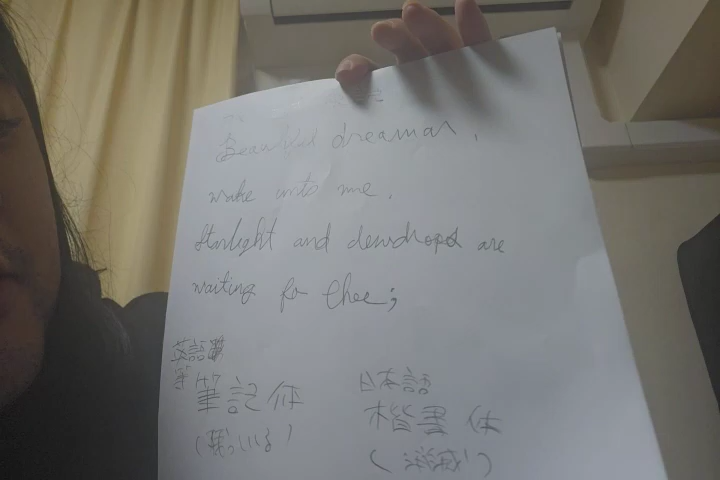 Beautiful dreamar,
wake unto me.
Starlight and dewdrops are
waiting for thee;
英語
筆記体
日本語
楷書体